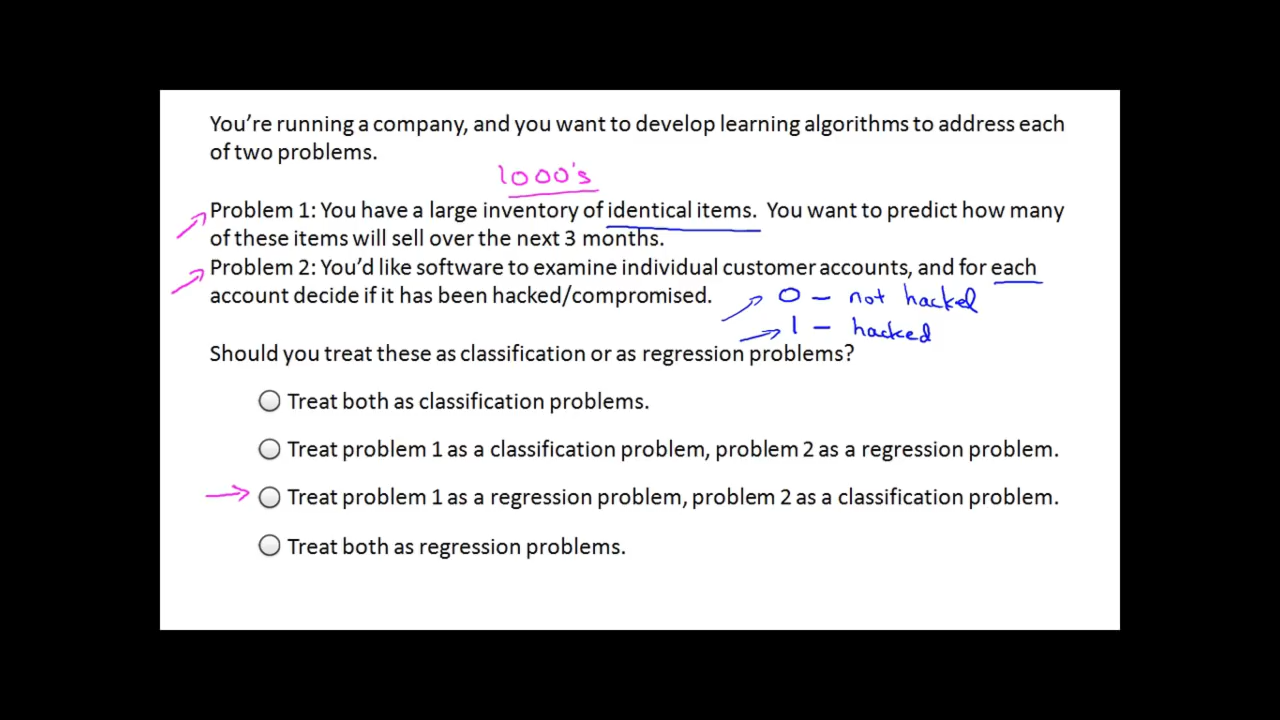 You're running a company, and you want to develop learning algorithms to address each
of two problems.
1000's
Problem 1: You have a large inventory of identical items. You want to predict how many
of these items will sell over the next 3 months.
Problem 2: You'd like software to examine individual customer accounts, and for each
account decide if it has been hacked/compromised.
0 – not hacked
1 – hacked
Should you treat these as classification or as regression problems?
Treat both as classification problems.
Treat problem 1 as a classification problem, problem 2 as a regression problem.
Treat problem 1 as a regression problem, problem 2 as a classification problem.
Treat both as regression problems.